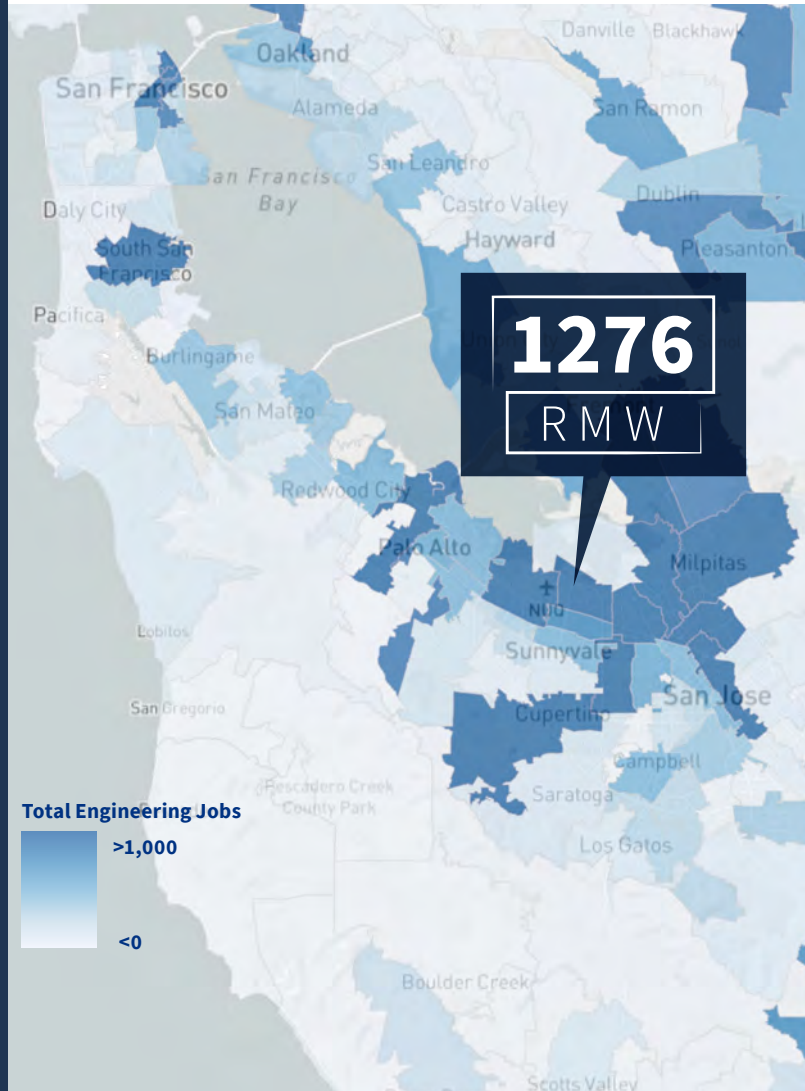 Danville
Blackhawk
Oakland
San Francisco
Alameda
San Ramon
San Leandro
San Francisco
Bay
Dublin
Daly City
Castro Valley
Hayward
Pleasanton
South San
Francisco
Pacifica
1276
RMW
Burlingame
San Mateo
Redwood City
Palo Alto
Milpitas
NUQ
Lobitos
Sunnyvale
San Jose
San Gregorio
Cupertino
Campbell
Pescadero Creek
County Park
Saratoga
Total Engineering Jobs
>1,000
Los Gatos
<0
Boulder Creek
Scotts Valley